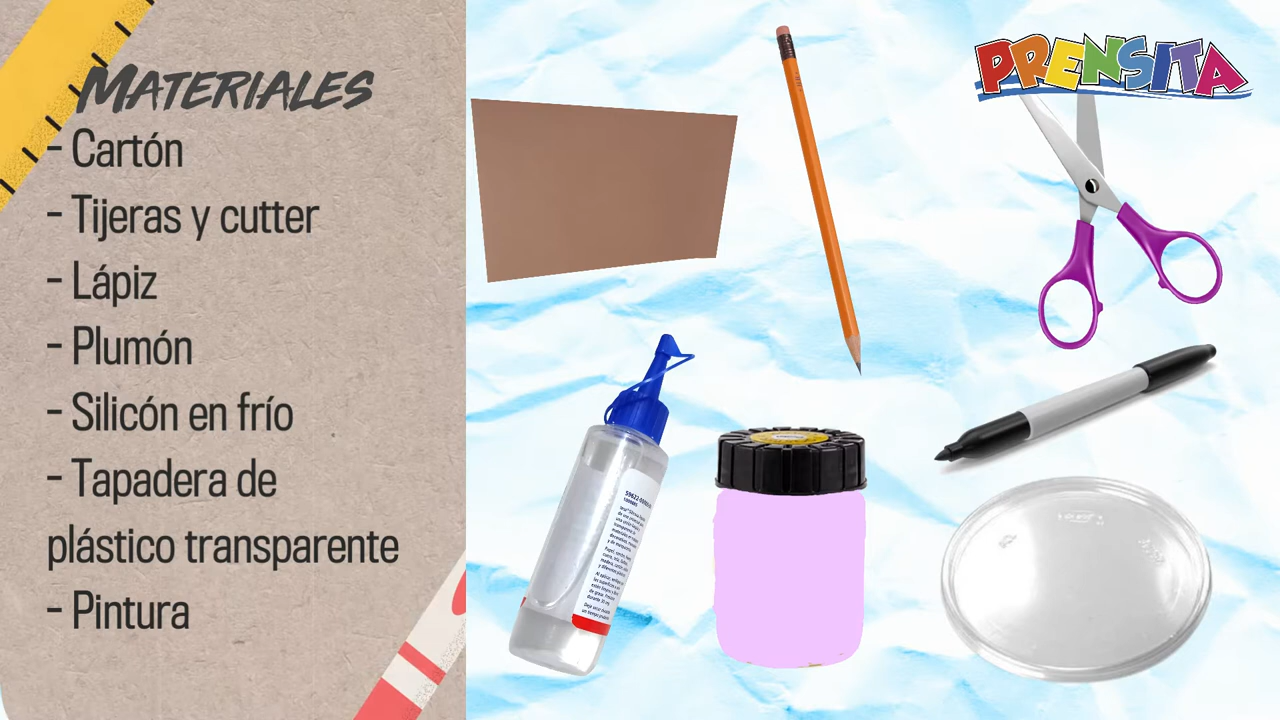 MATERIALES
- Cartón
- Tijeras y cutter
- Lápiz
- Plumón
- Silicón en frío
- Tapadera de
plástico transparente
- Pintura
PRENSITA